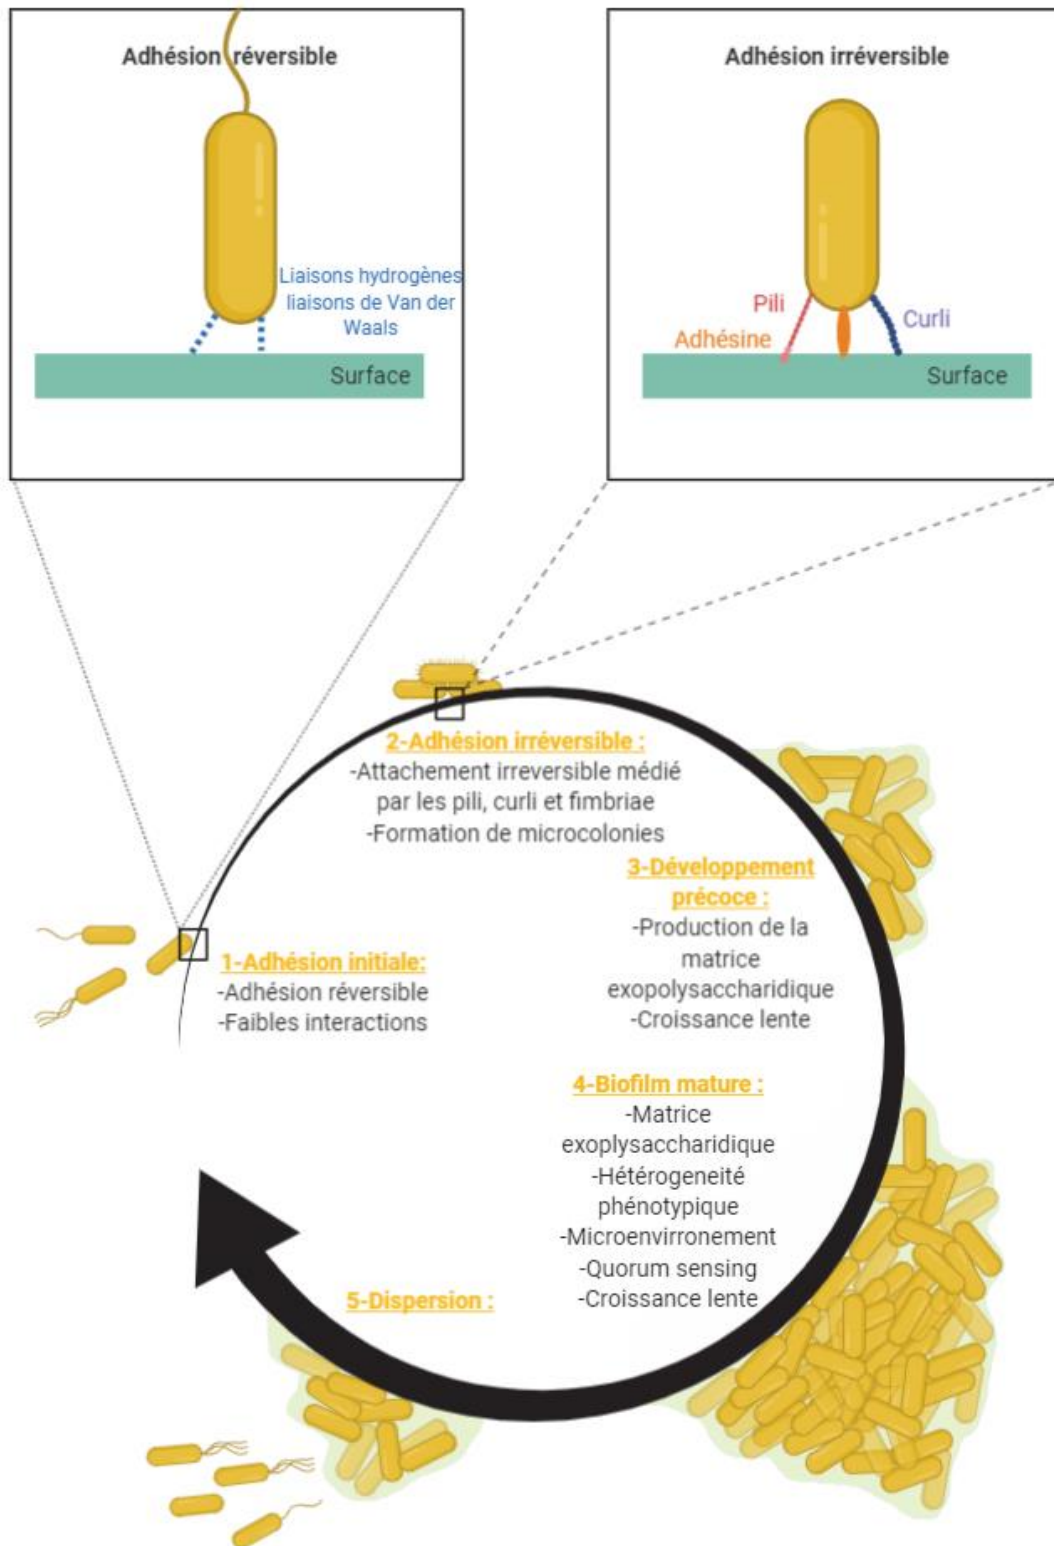 Adhésion réversible
Liaisons hydrogènes
liaisons de Van der
Waals
Surface
Adhésion irréversible
Pili
Adhésine
Curli
Surface
2-Adhésion irréversible :
-Attachement irreversible médié
par les pili, curli et fimbriae
-Formation de microcolonies
3-Développement
précoce :
-Production de la
matrice
exopolysaccharidique
-Croissance lente
1-Adhésion initiale:
-Adhésion réversible
-Faibles interactions
4-Biofilm mature :
-Matrice
exoplysaccharidique
-Hétérogeneité
phénotypique
-Microenvirronement
-Quorum sensing
-Croissance lente
5-Dispersion :